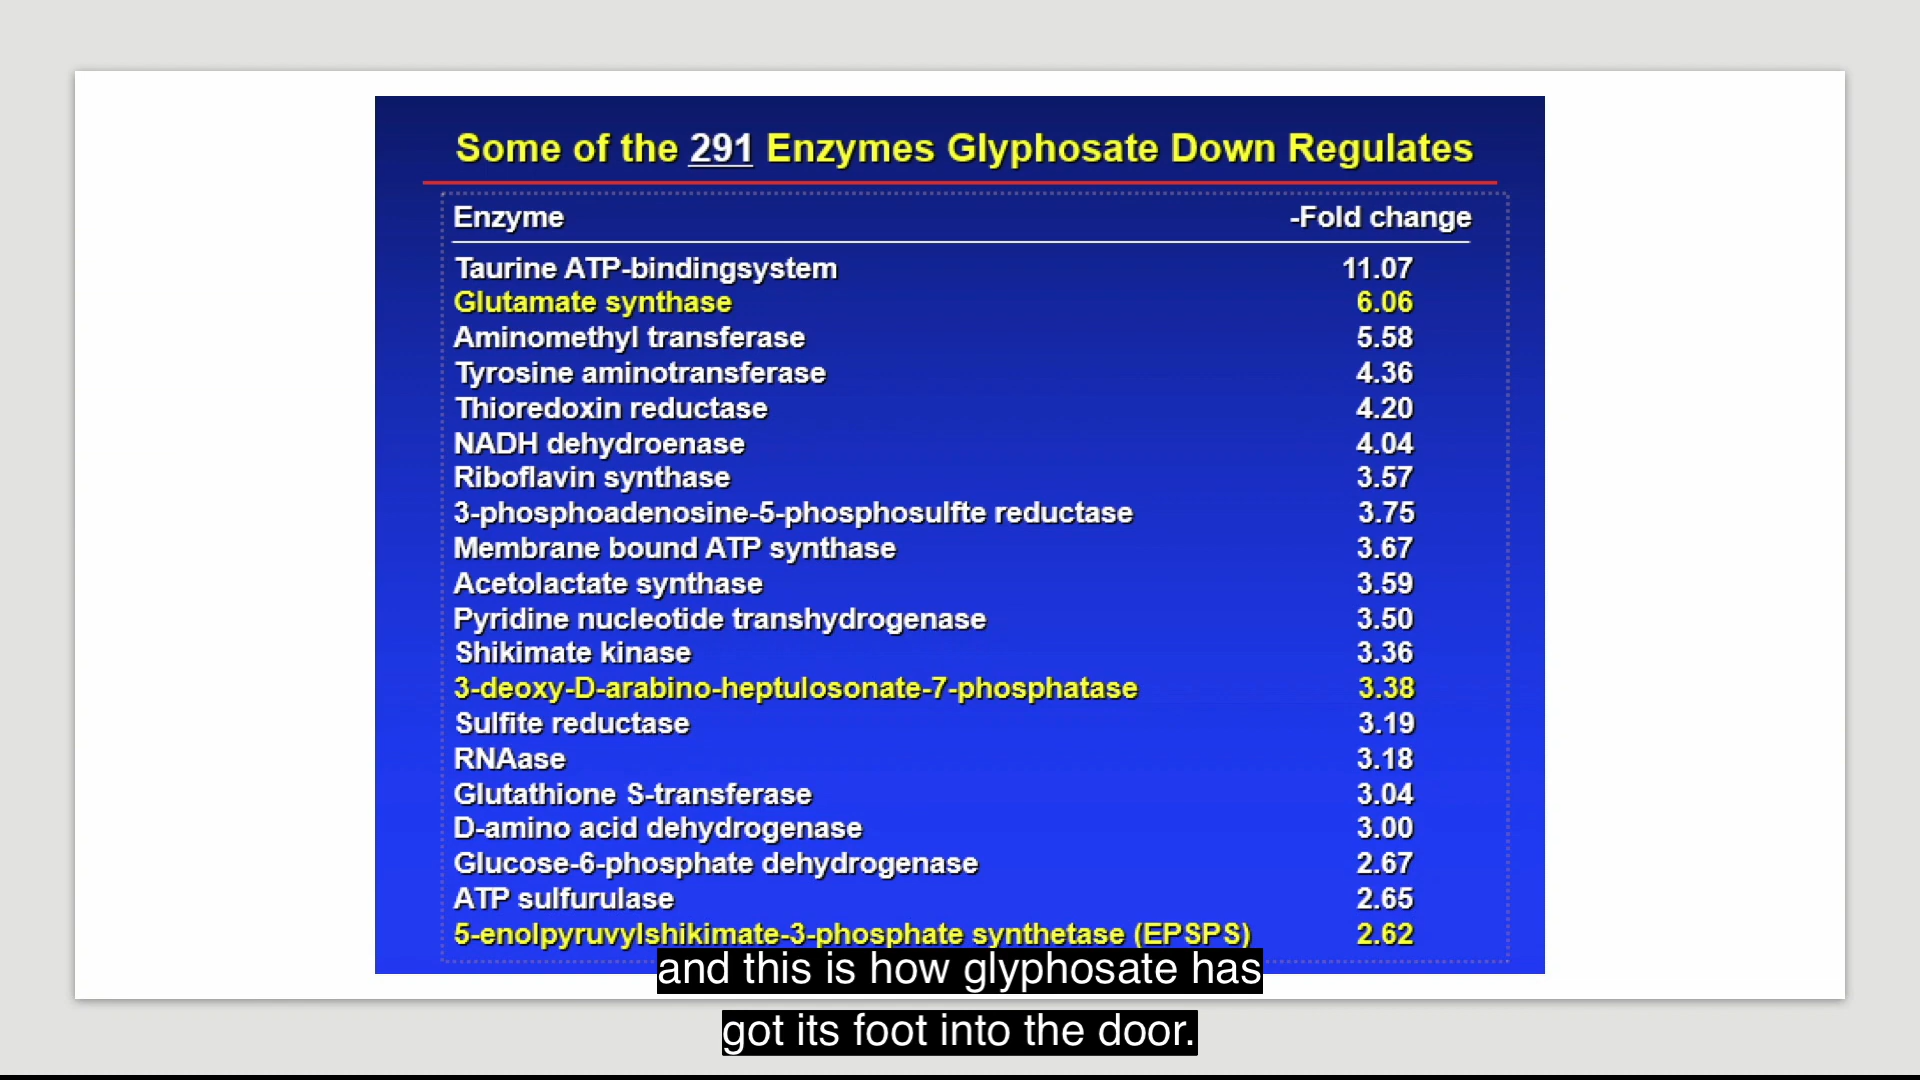 Some of the 291 Enzymes Glyphosate Down Regulates
Enzyme -Fold change
Taurine ATP-bindingsystem 11.07
Glutamate synthase 6.06
Aminomethyl transferase 5.58
Tyrosine aminotransferase 4.36
Thioredoxin reductase 4.20
NADH dehydroenase 4.04
Riboflavin synthase 3.57
3-phosphoadenosine-5-phosphosulfte reductase 3.75
Membrane bound ATP synthase 3.67
Acetolactate synthase 3.59
Pyridine nucleotide transhydrogenase 3.50
Shikimate kinase 3.36
3-deoxy-D-arabino-heptulosonate-7-phosphatase 3.38
Sulfite reductase 3.19
RNAase 3.18
Glutathione S-transferase 3.04
D-amino acid dehydrogenase 3.00
Glucose-6-phosphate dehydrogenase 2.67
ATP sulfurulase 2.65
5-enolpyruvylshikimate-3-phosphate synthetase (EPSPS) 2.62
and this is how glyphosate has
got its foot into the door.